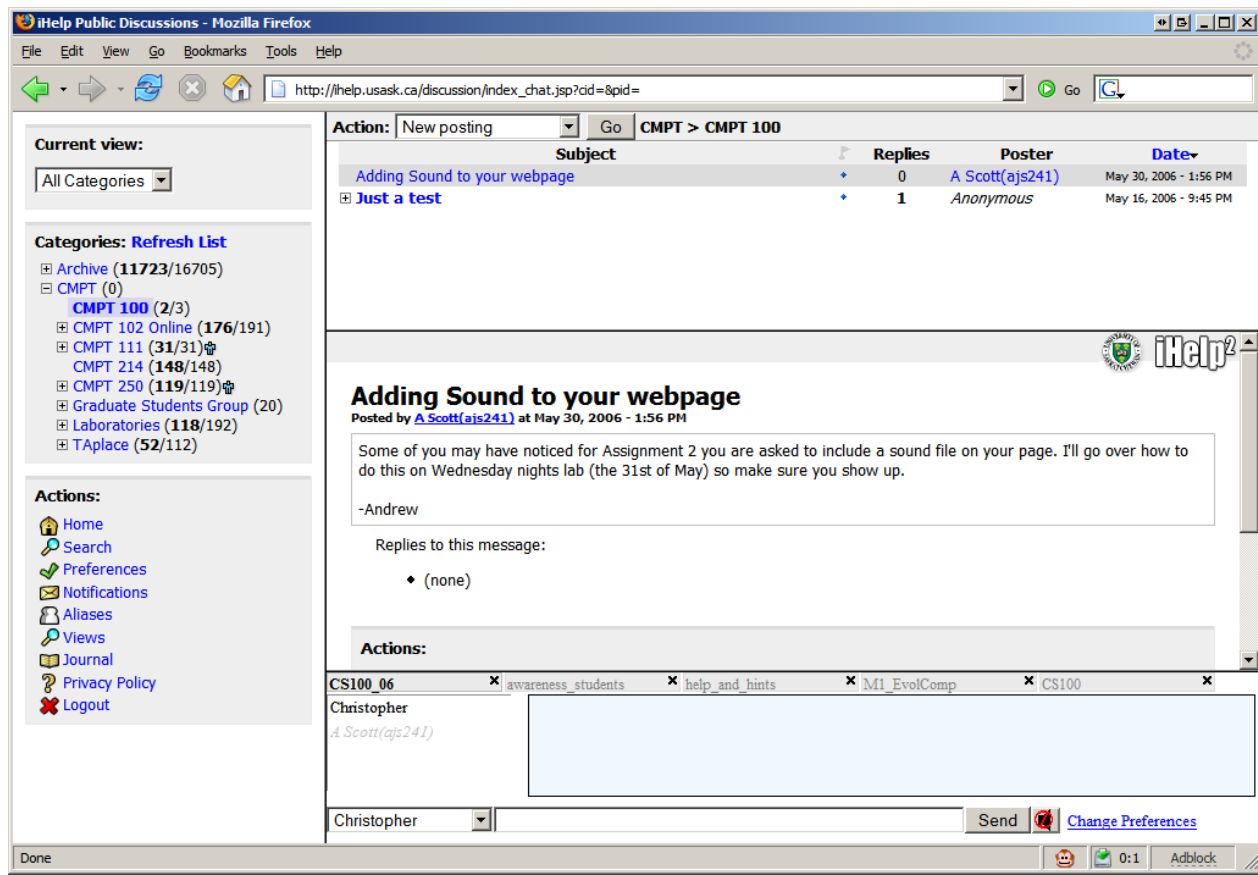 iHelp Public Discussions - Mozilla Firefox
File Edit View Go Bookmarks Tools Help
http://ihelp.usask.ca/discussion/index_chat.jsp?cid=&pid= Go G
Current view:
All Categories
Categories: Refresh List
Archive (11723/16705)
CMPT (0)
CMPT 100 (2/3)
CMPT 102 Online (176/191)
CMPT 111 (31/31)
CMPT 214 (148/148)
CMPT 250 (119/119)
Graduate Students Group (20)
Laboratories (118/192)
TAplace (52/112)
Actions:
Home
Search
Preferences
Notifications
Aliases
Views
Journal
Privacy Policy
Logout
Action: New posting Go CMPT > CMPT 100
Subject Replies Poster Date
Adding Sound to your webpage 0 A Scott(ajs241) May 30, 2006 - 1:56 PM
Just a test 1 Anonymous May 16, 2006 - 9:45 PM
iHelp2
Adding Sound to your webpage
Posted by A Scott(ajs241) at May 30, 2006 - 1:56 PM
Some of you may have noticed for Assignment 2 you are asked to include a sound file on your page. I'll go over how to
do this on Wednesday nights lab (the 31st of May) so make sure you show up.
-Andrew
Replies to this message:
(none)
Actions:
CS100_06 awareness_students help_and_hints M1_EvolComp CS100
Christopher
A Scott(ajs241)
Christopher Send Change Preferences
Done 0:1 Adblock